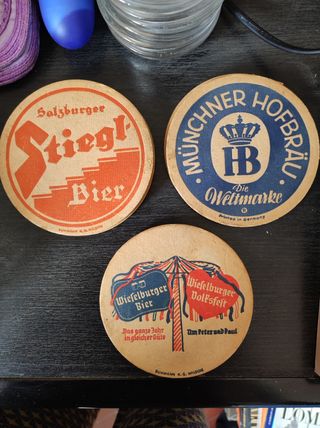 Salzburger
Stiegl-
Bier
MÜNCHNER HOFBRÄU
HB
Die
Weltmarke
Printed in Germany
Wieselburger
Bier
Das ganze Jahr
in gleicher Güte
Wieselburger
Volksfest
Um Peter und Paul